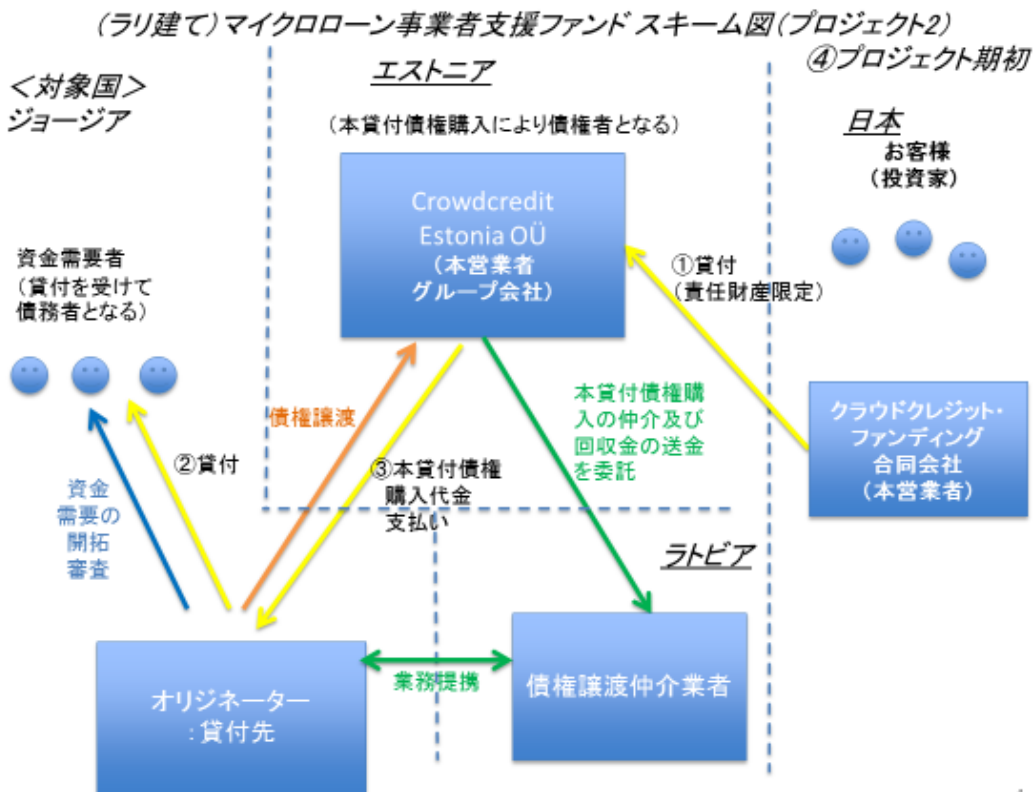 (ラリ建て)マイクロローン事業者支援ファンド スキーム図(プロジェクト2)
④プロジェクト期初
<対象国>
ジョージア
エストニア
(本貸付債権購入により債権者となる)
日本
お客様
(投資家)
Crowdcredit
Estonia OÜ
(本営業者
グループ会社)
①貸付
(責任財産限定)
資金需要者
(貸付を受けて
債務者となる)
債権譲渡
②貸付
③本貸付債権
購入代金
支払い
本貸付債権購
入の仲介及び
回収金の送金
を委託
クラウドクレジット・
ファンディング
合同会社
(本営業者)
資金
需要の
開拓
審査
ラトビア
オリジネーター
:貸付先
業務提携
債権譲渡仲介業者